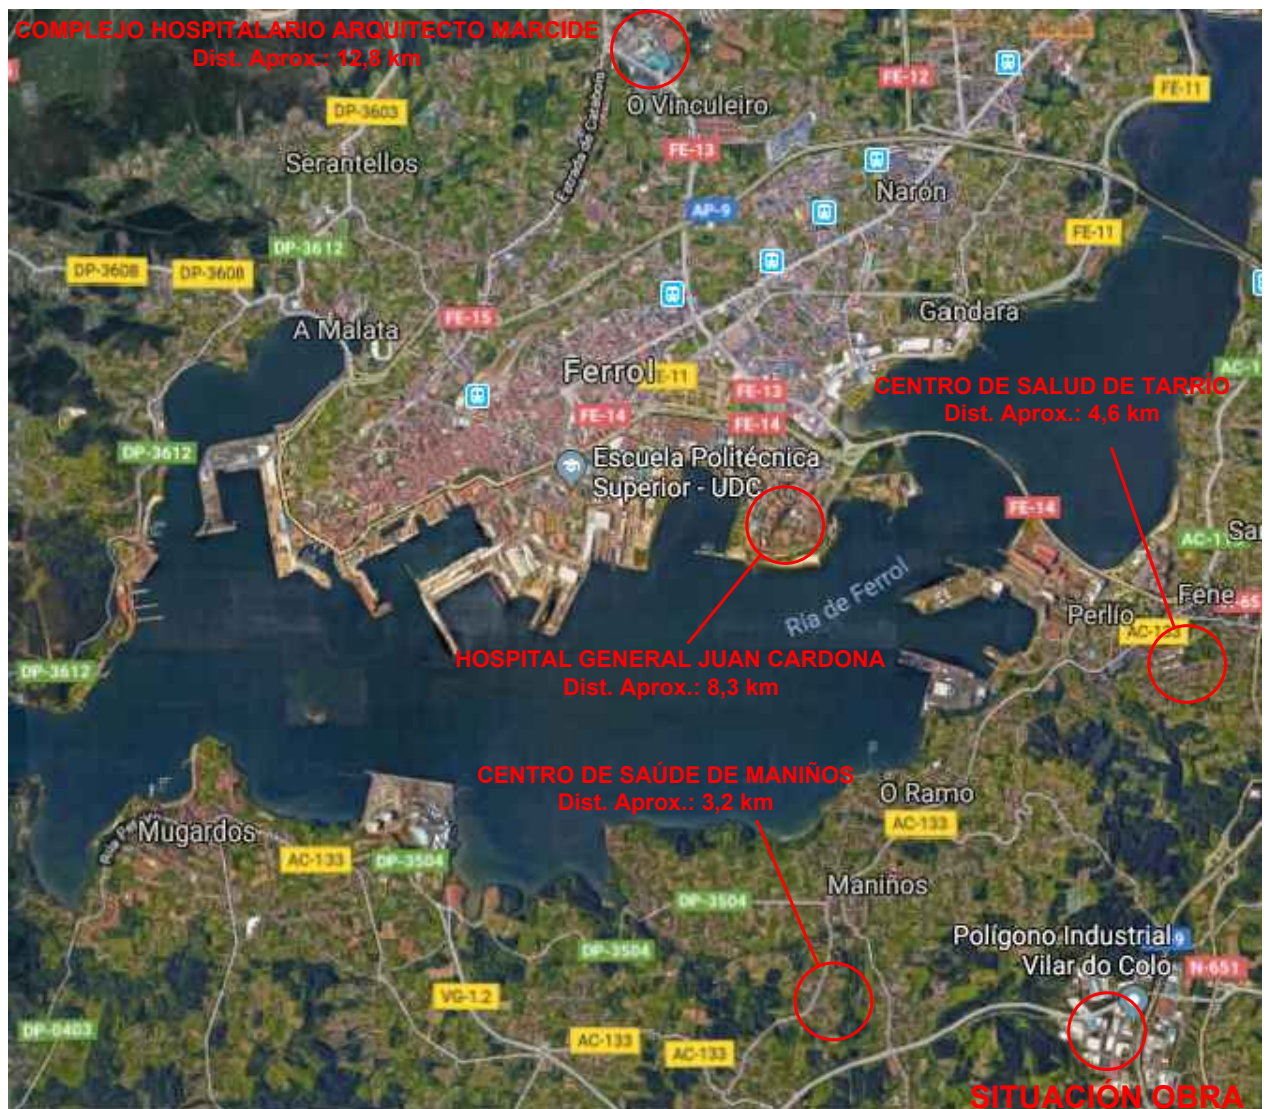 COMPLEJO HOSPITALARIO ARQUITECTO MARCIDE
Dist. Aprox.: 12,8 km
O Vinculeiro
FE-12
FE-11
DP-3603
Estrada de Catabois
FE-13
Serantellos
Narón
AP-9
DP-3612
FE-11
DP-3608
DP-3608
FE-15
Gandara
A Malata
Ferrol
FE-11
FE-13
CENTRO DE SALUD DE TARRÍO
Dist. Aprox.: 4,6 km
FE-14
FE-14
DP-3612
Escuela Politécnica
Superior - UDC
FE-14
Ría de Ferrol
Fene
Perlío
AC-133
HOSPITAL GENERAL JUAN CARDONA
Dist. Aprox.: 8,3 km
DP-3612
CENTRO DE SAÚDE DE MANIÑOS
Dist. Aprox.: 3,2 km
O Ramo
AC-133
Mugardos
AC-133
DP-3504
Maniños
DP-3504
Polígono Industrial
Vilar do Colo
N-651
DP-3504
VG-1.2
DP-0403
AC-133
AC-133
SITUACIÓN OBRA